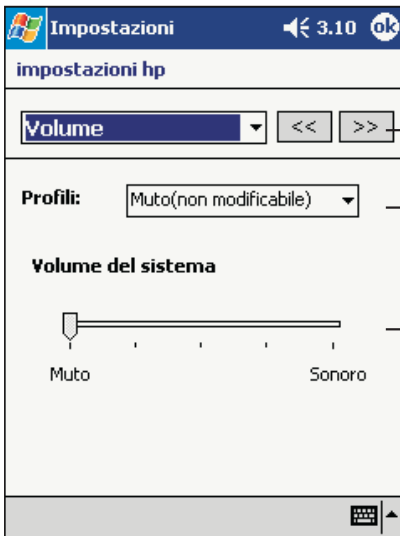 Impostazioni 3.10 ok
impostazioni hp
Volume << >>
Profili: Muto(non modificabile)
Volume del sistema
Muto Sonoro